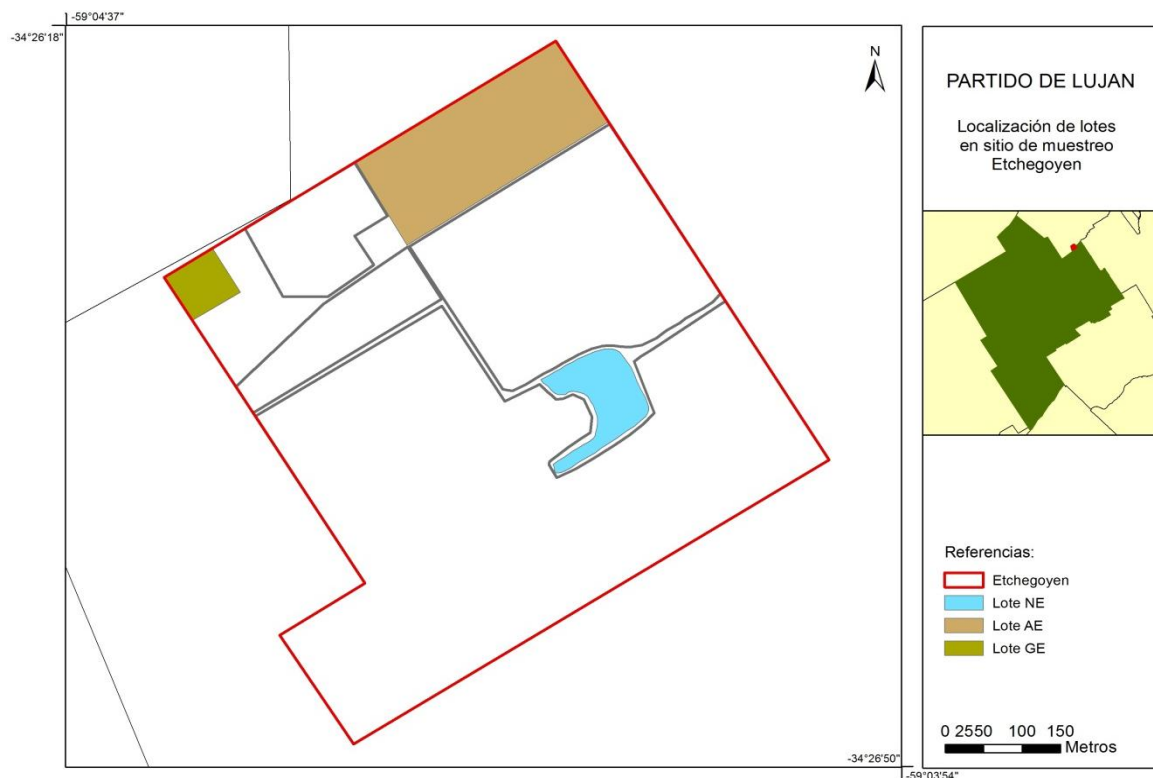 -59°04'37"
-34°26'18"
N
PARTIDO DE LUJAN
Localización de lotes
en sitio de muestreo
Etchegoyen
Referencias:
Etchegoyen
Lote NE
Lote AE
Lote GE
0 2550 100 150
Metros
-34°26'50"
-59°03'54"